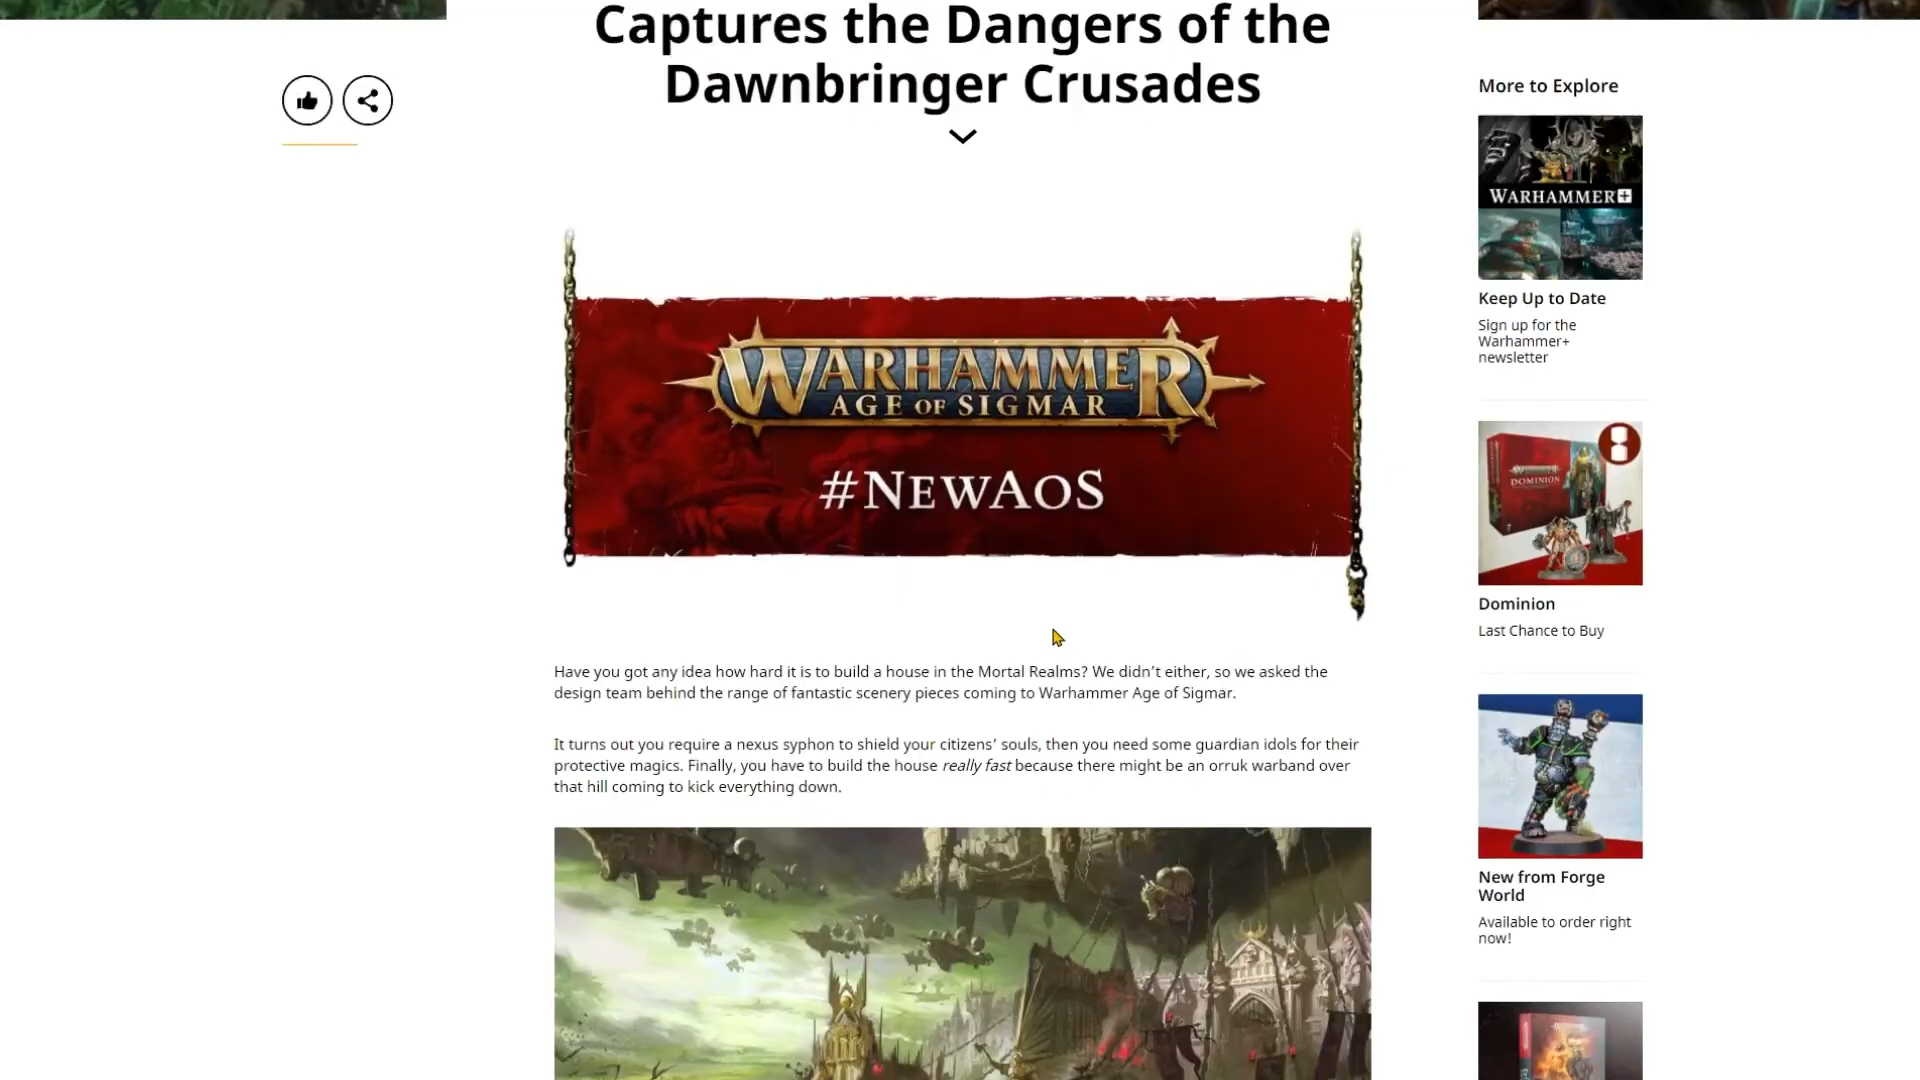 Captures the Dangers of the
Dawnbringer Crusades
WARHAMMER
AGE OF SIGMAR
#NEWAOS
Have you got any idea how hard it is to build a house in the Mortal Realms? We didn't either, so we asked the
design team behind the range of fantastic scenery pieces coming to Warhammer Age of Sigmar.
It turns out you require a nexus syphon to shield your citizens' souls, then you need some guardian idols for their
protective magics. Finally, you have to build the house really fast because there might be an orruk warband over
that hill coming to kick everything down.
More to Explore
WARHAMMER+
Keep Up to Date
Sign up for the
Warhammer+
newsletter
WARHAMMER
DOMINION
Dominion
Last Chance to Buy
New from Forge
World
Available to order right
now!